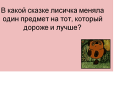 В какой сказке лисичка меняла
один предмет на тот, который
дороже и лучше?